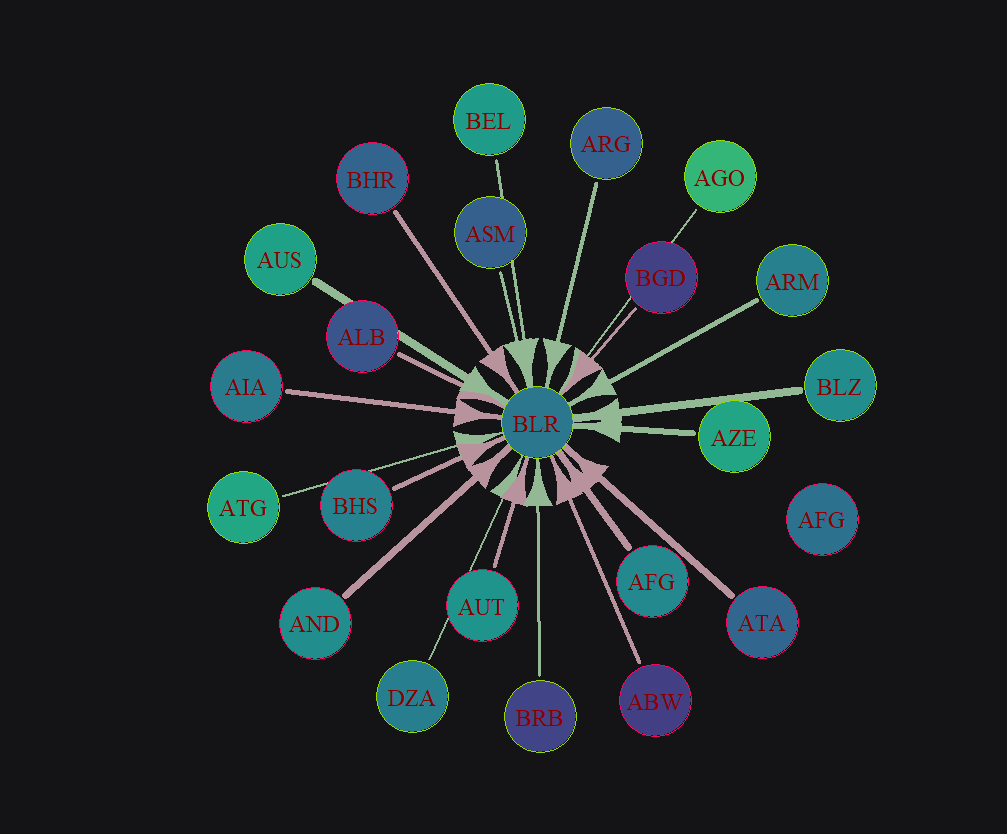 BEL
ARG
AGO
BHR
ASM
AUS
BGD
ARM
ALB
AIA
BLZ
BLR
AZE
ATG
BHS
AFG
AUT
AFG
AND
ATA
DZA
BRB
ABW